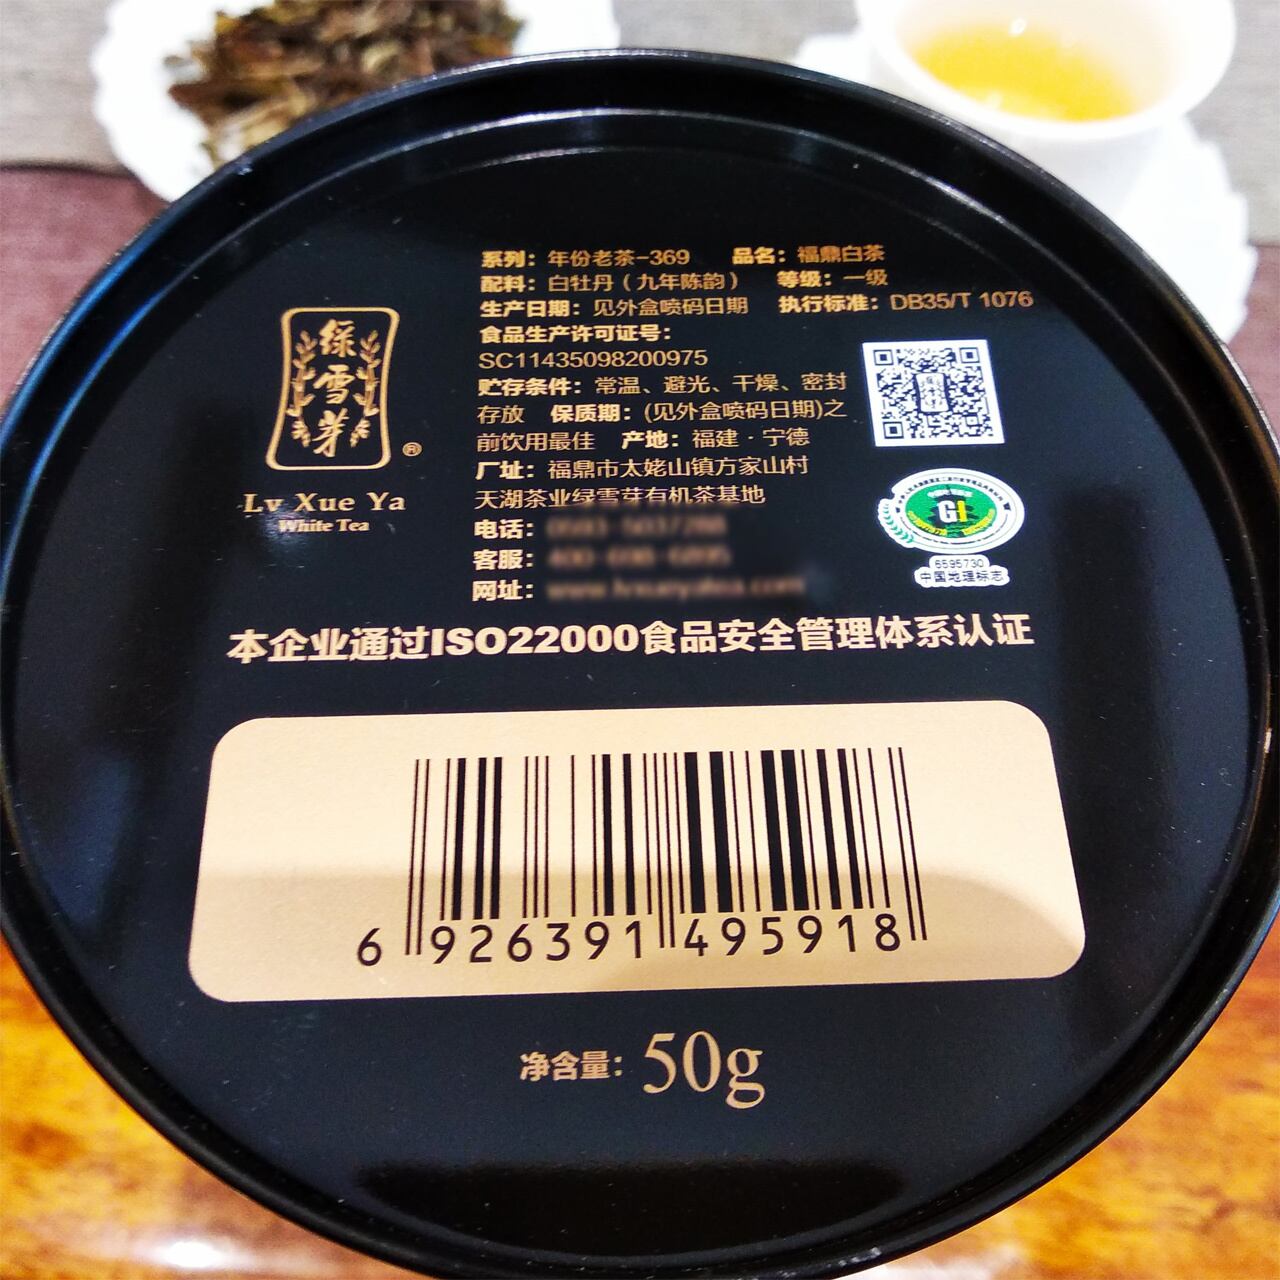 系列：年份老茶-369 品名：福鼎白茶
配料：白牡丹（九年陈韵） 等级：一级
生产日期：见外盒喷码日期 执行标准：DB35/T 1076
食品生产许可证号：
SC11435098200975
贮存条件：常温、避光、干燥、密封
存放 保质期：(见外盒喷码日期)之
前饮用最佳 产地：福建·宁德
厂址：福鼎市太姥山镇方家山村
天湖茶业绿雪芽有机茶基地
电话：
客服：
网址：
绿雪芽
®
Lv Xue Ya
White Tea
GI
6595730
中国地理标志
本企业通过ISO22000食品安全管理体系认证
6 926391 495918
净含量：50g